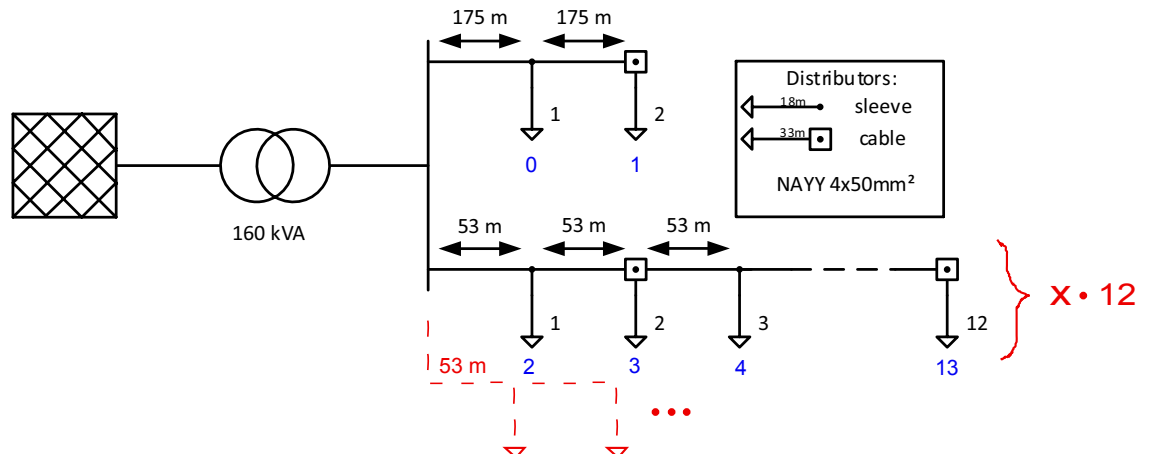 175 m
175 m
1
2
0
1
160 kVA
Distributors:
18m
sleeve
33m
cable
NAYY 4x50mm²
53 m
53 m
53 m
1
2
3
12
x • 12
53 m
2
3
4
13
•••